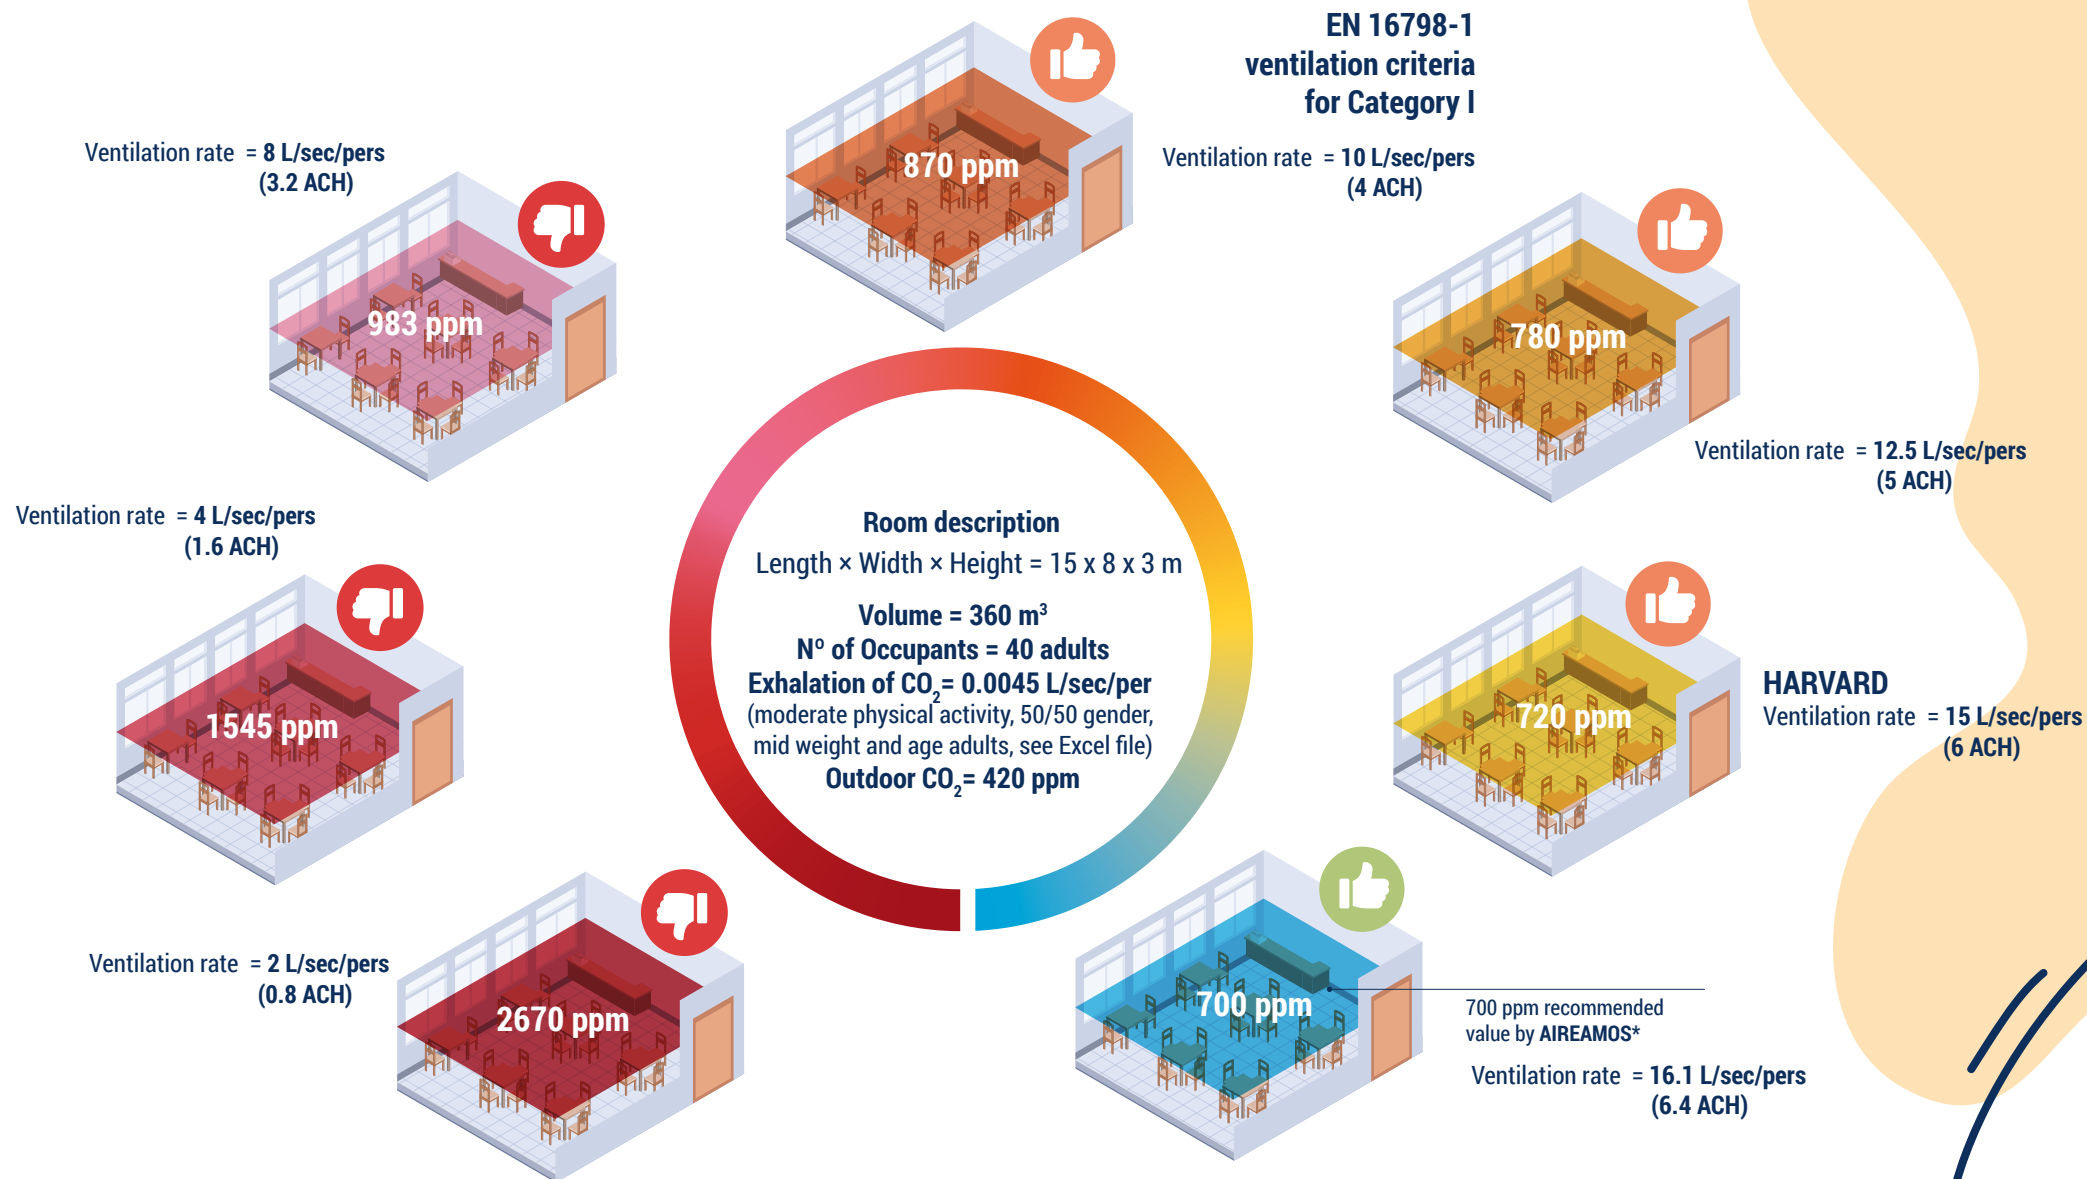 EN 16798-1
ventilation criteria
for Category I
Ventilation rate = 10 L/sec/pers
(4 ACH)
870 ppm
Ventilation rate = 8 L/sec/pers
(3.2 ACH)
983 ppm
780 ppm
Ventilation rate = 12.5 L/sec/pers
(5 ACH)
Ventilation rate = 4 L/sec/pers
(1.6 ACH)
1545 ppm
Room description
Length × Width × Height = 15 x 8 x 3 m
Volume = 360 m³
Nº of Occupants = 40 adults
Exhalation of CO₂= 0.0045 L/sec/per
(moderate physical activity, 50/50 gender,
mid weight and age adults, see Excel file)
Outdoor CO₂= 420 ppm
720 ppm
HARVARD
Ventilation rate = 15 L/sec/pers
(6 ACH)
Ventilation rate = 2 L/sec/pers
(0.8 ACH)
2670 ppm
700 ppm
700 ppm recommended
value by AIREAMOS*
Ventilation rate = 16.1 L/sec/pers
(6.4 ACH)